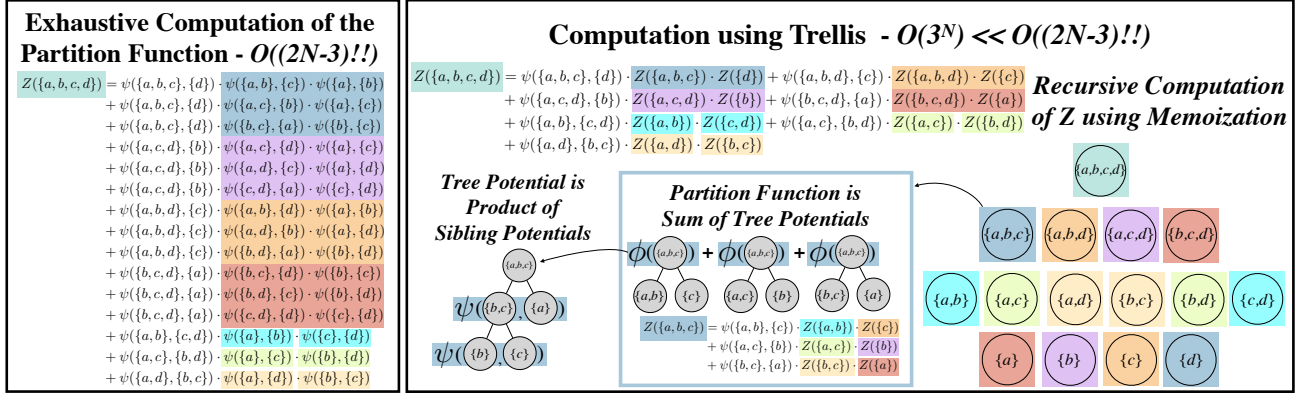 Exhaustive Computation of the
Partition Function - O((2N-3)!!)
Z({a, b, c, d}) = ψ({a, b, c}, {d}) · ψ({a, b}, {c}) · ψ({a}, {b})
+ ψ({a, b, c}, {d}) · ψ({a, c}, {b}) · ψ({a}, {c})
+ ψ({a, b, c}, {d}) · ψ({b, c}, {a}) · ψ({b}, {c})
+ ψ({a, c, d}, {b}) · ψ({a, c}, {d}) · ψ({a}, {c})
+ ψ({a, c, d}, {b}) · ψ({a, d}, {c}) · ψ({a}, {d})
+ ψ({a, c, d}, {b}) · ψ({c, d}, {a}) · ψ({c}, {d})
+ ψ({a, b, d}, {c}) · ψ({a, b}, {d}) · ψ({a}, {b})
+ ψ({a, b, d}, {c}) · ψ({a, d}, {b}) · ψ({a}, {d})
+ ψ({a, b, d}, {c}) · ψ({b, d}, {a}) · ψ({b}, {d})
+ ψ({b, c, d}, {a}) · ψ({b, c}, {d}) · ψ({b}, {c})
+ ψ({b, c, d}, {a}) · ψ({b, d}, {c}) · ψ({b}, {d})
+ ψ({b, c, d}, {a}) · ψ({c, d}, {d}) · ψ({c}, {d})
+ ψ({a, b}, {c, d}) · ψ({a}, {b}) · ψ({c}, {d})
+ ψ({a, c}, {b, d}) · ψ({a}, {c}) · ψ({b}, {d})
+ ψ({a, d}, {b, c}) · ψ({a}, {d}) · ψ({b}, {c})
Computation using Trellis - O(3^N) << O((2N-3)!!)
Z({a, b, c, d}) = ψ({a, b, c}, {d}) · Z({a, b, c}) · Z({d}) + ψ({a, b, d}, {c}) · Z({a, b, d}) · Z({c})
+ ψ({a, c, d}, {b}) · Z({a, c, d}) · Z({b}) + ψ({b, c, d}, {a}) · Z({b, c, d}) · Z({a})
+ ψ({a, b}, {c, d}) · Z({a, b}) · Z({c, d}) + ψ({a, c}, {b, d}) · Z({a, c}) · Z({b, d})
+ ψ({a, d}, {b, c}) · Z({a, d}) · Z({b, c})
Recursive Computation
of Z using Memoization
Tree Potential is
Product of
Sibling Potentials
{a,b,c}
ψ({b,c}, {a})
ψ({b}, {c})
Partition Function is
Sum of Tree Potentials
ϕ({a,b,c}) + ϕ({a,b,c}) + ϕ({a,b,c})
{a,b} {c} {a,c} {b} {b,c} {a}
Z({a, b, c}) = ψ({a, b}, {c}) · Z({a, b}) · Z({c})
+ ψ({a, c}, {b}) · Z({a, c}) · Z({b})
+ ψ({b, c}, {a}) · Z({b, c}) · Z({a})
{a,b,c,d}
{a,b,c} {a,b,d} {a,c,d} {b,c,d}
{a,b} {a,c} {a,d} {b,c} {b,d} {c,d}
{a} {b} {c} {d}